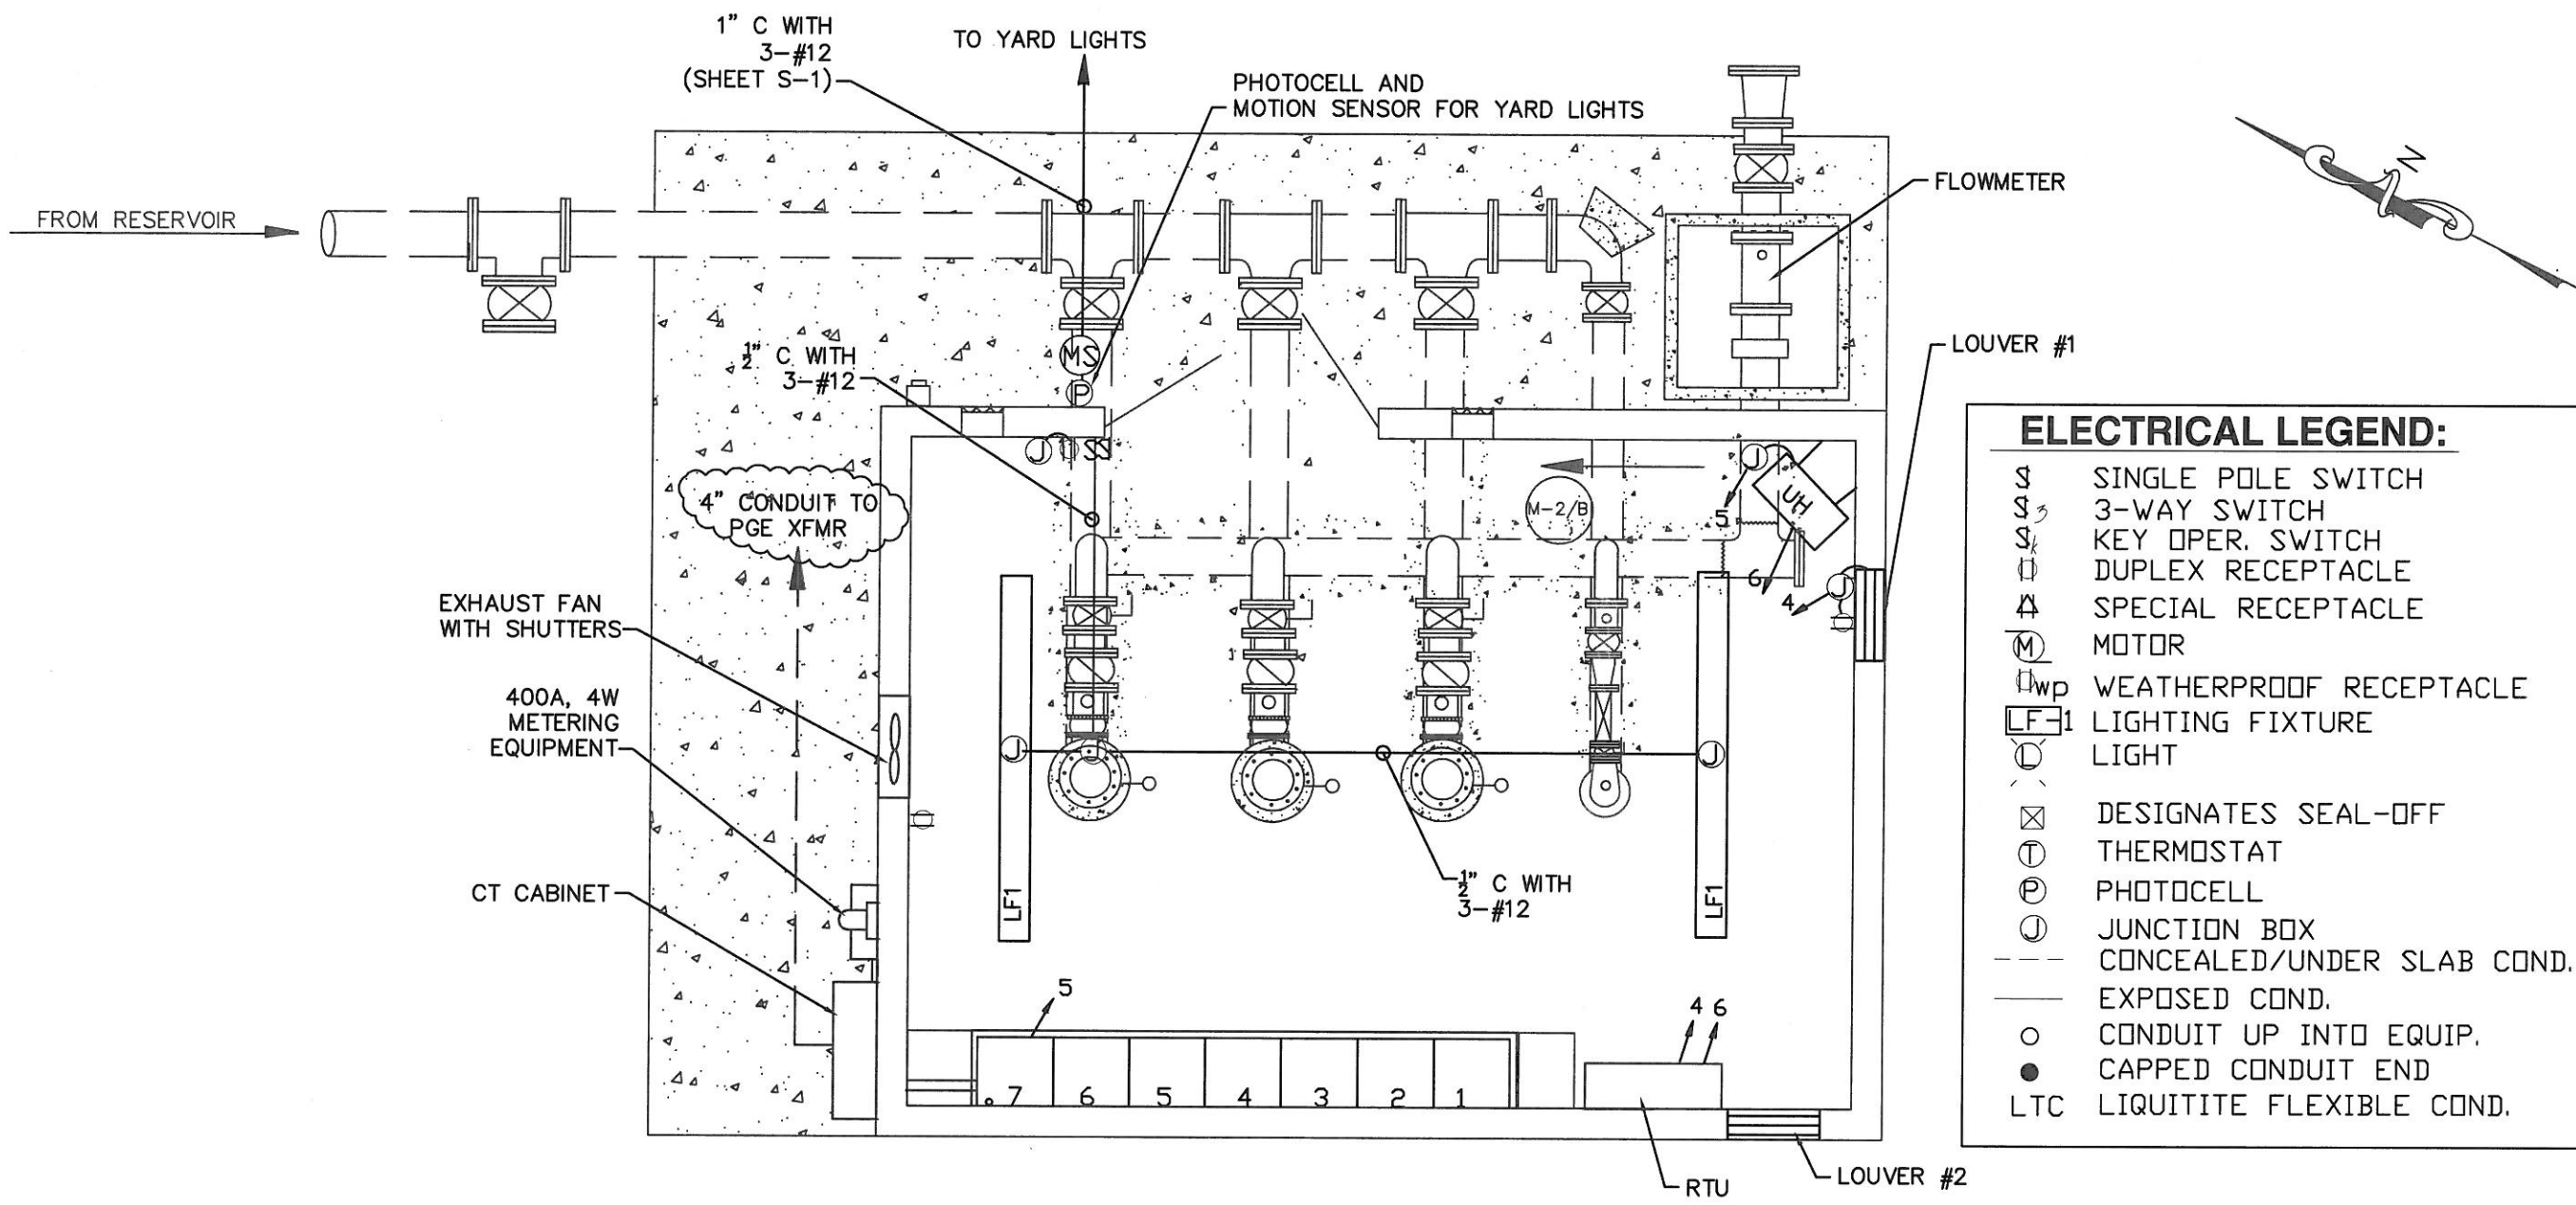 1" C WITH
3-#12
(SHEET S-1)
TO YARD LIGHTS
PHOTOCELL AND
MOTION SENSOR FOR YARD LIGHTS
FROM RESERVOIR
N
FLOWMETER
LOUVER #1
MS
P
½" C WITH
3-#12
J
SS
J
UH
5
M-2/B
6
J
4
4" CONDUIT TO
PGE XFMR
EXHAUST FAN
WITH SHUTTERS
400A, 4W
METERING
EQUIPMENT
CT CABINET
J
J
J
LF1
LF1
½" C WITH
3-#12
5
4 6
7 6 5 4 3 2 1
RTU
LOUVER #2
ELECTRICAL LEGEND:
S SINGLE POLE SWITCH
S3 3-WAY SWITCH
Sk KEY OPER. SWITCH
DUPLEX RECEPTACLE
SPECIAL RECEPTACLE
M MOTOR
wp WEATHERPROOF RECEPTACLE
LF-1 LIGHTING FIXTURE
L LIGHT
DESIGNATES SEAL-OFF
T THERMOSTAT
P PHOTOCELL
J JUNCTION BOX
CONCEALED/UNDER SLAB COND.
EXPOSED COND.
CONDUIT UP INTO EQUIP.
CAPPED CONDUIT END
LTC LIQUITITE FLEXIBLE COND.